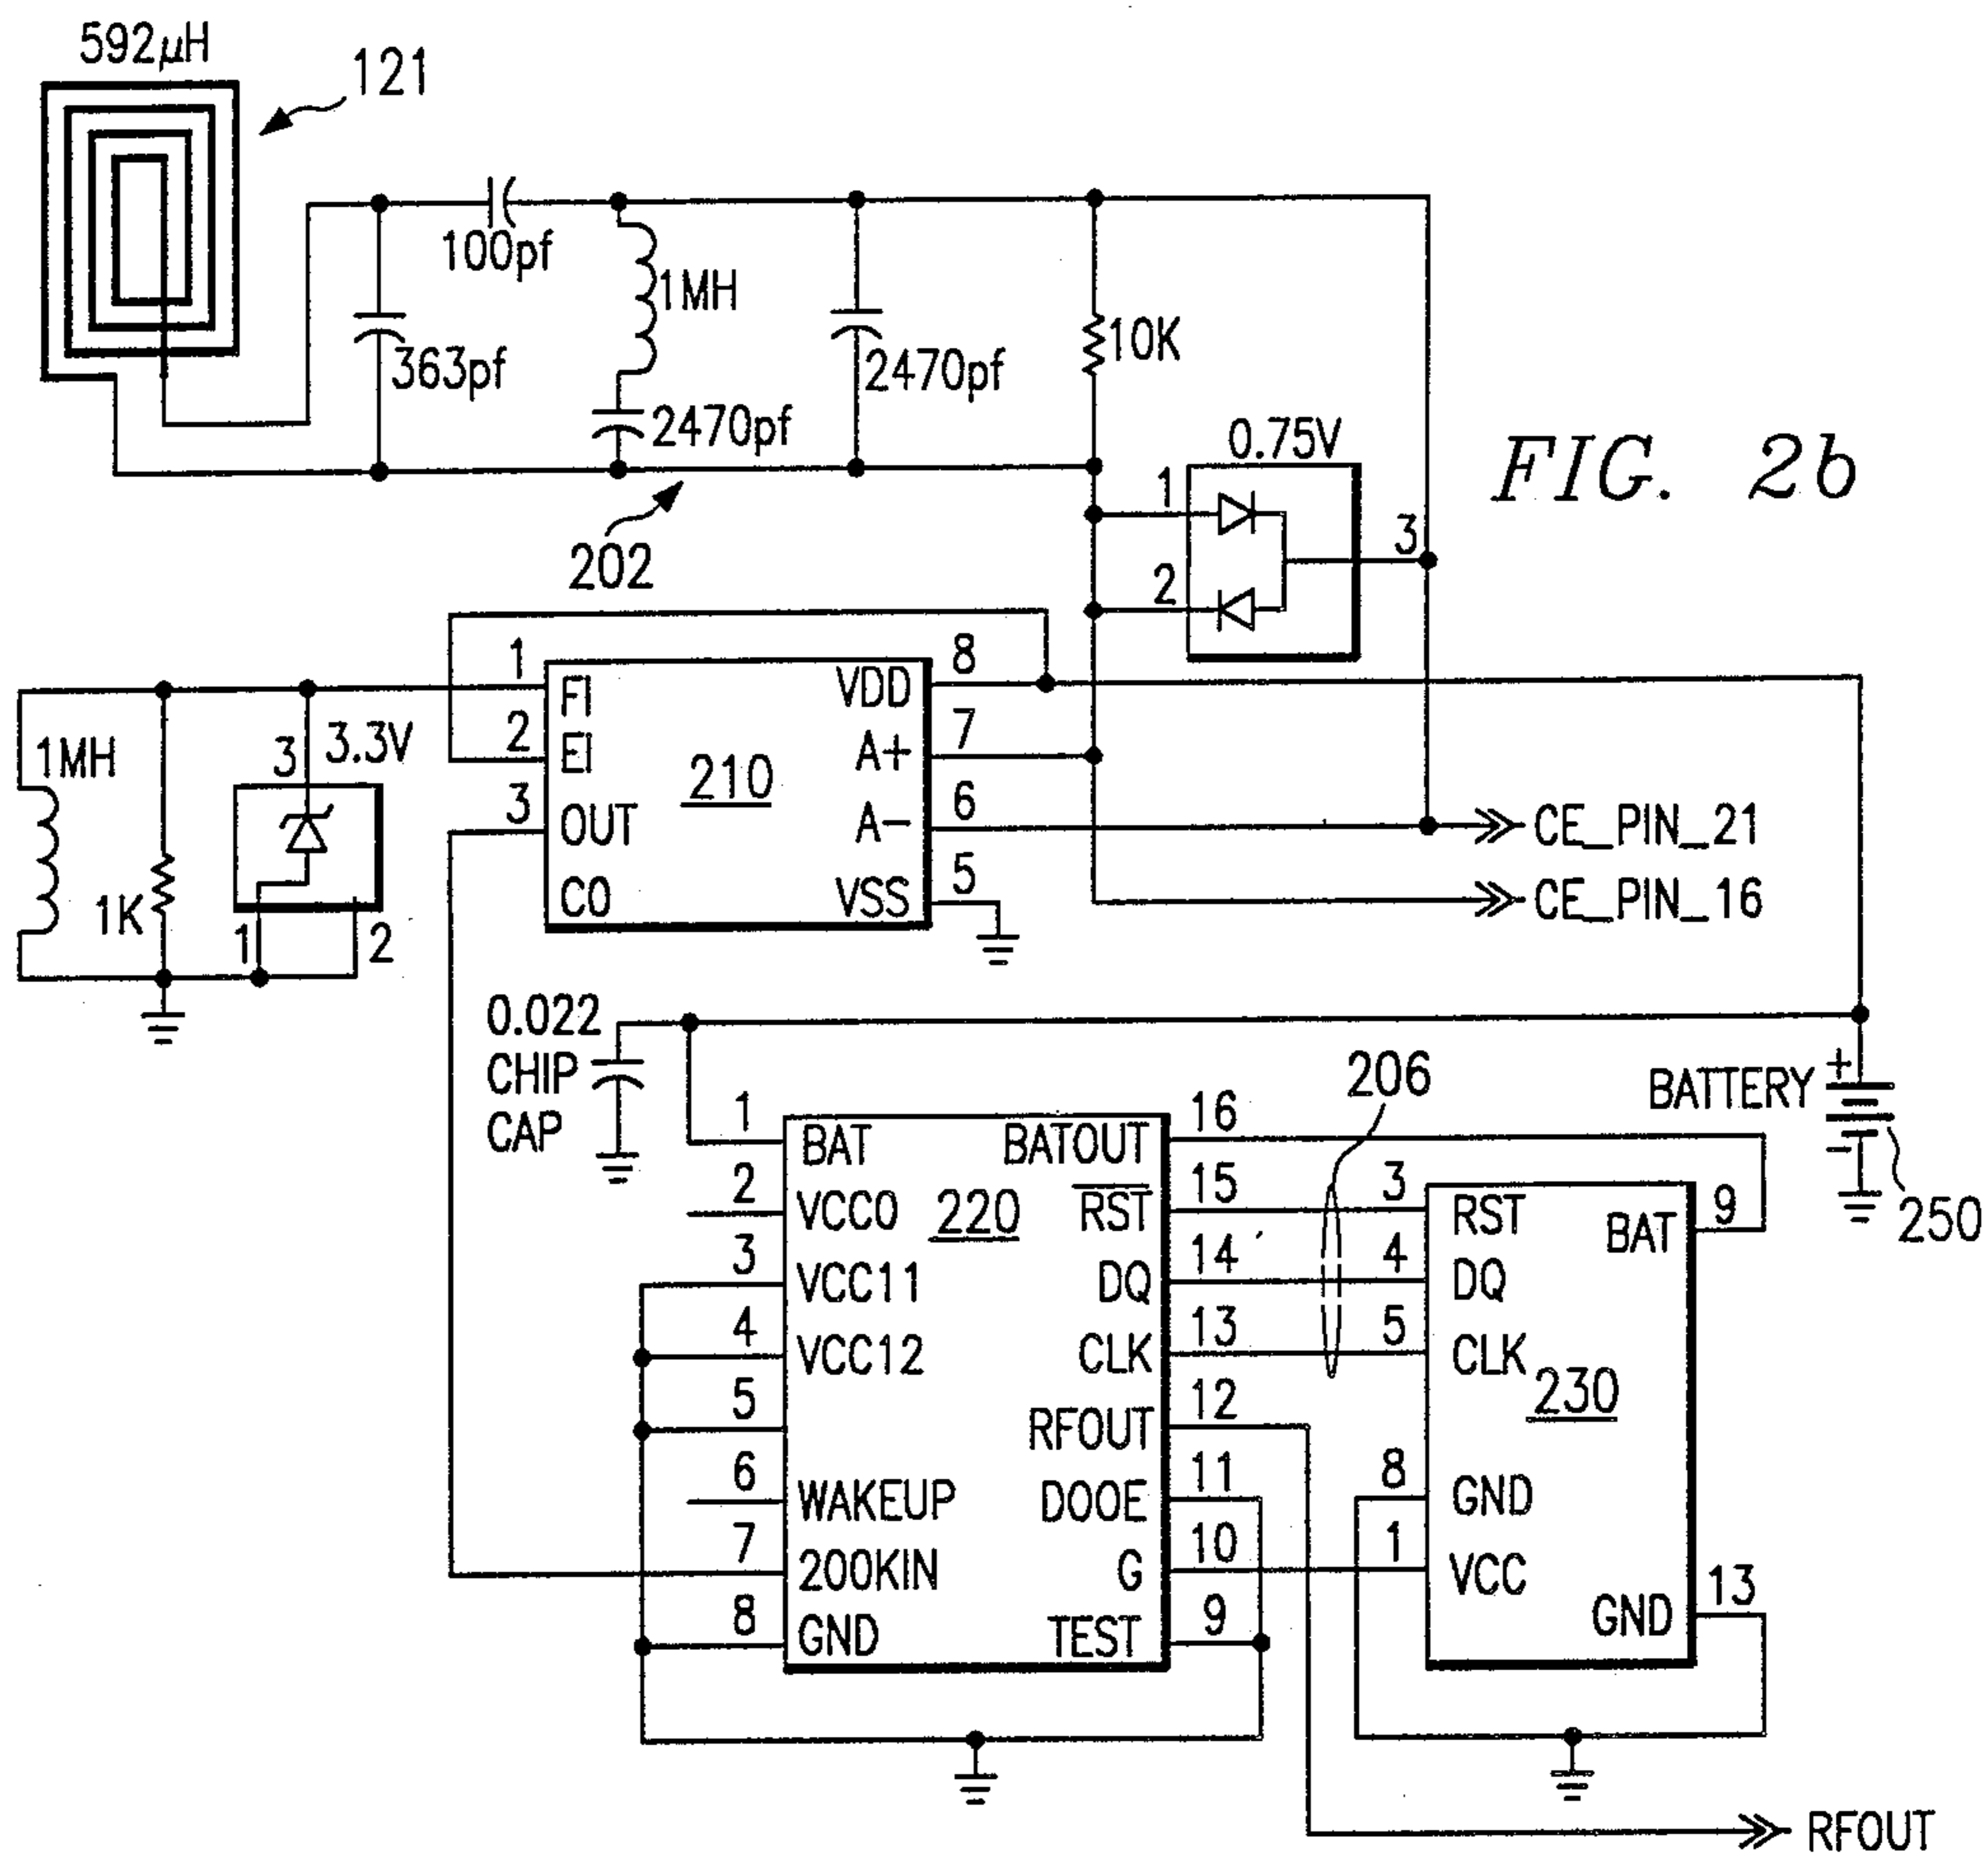 592μH
121
100pf
1MH
363pf
2470pf
2470pf
10K
0.75V
FIG. 2b
1
2
3
202
1MH
1K
3
3.3V
1
2
1
2
3
FI
EI
OUT
CO
210
VDD
A+
A-
VSS
8
7
6
5
CE_PIN_21
CE_PIN_16
0.022
CHIP
CAP
206
BATTERY
+
-
250
1
2
3
4
5
6
7
8
BAT
VCC0
VCC11
VCC12
WAKEUP
200KIN
GND
220
BATOUT
RST
DQ
CLK
RFOUT
DOOE
G
TEST
16
15
14
13
12
11
10
9
3
4
5
8
1
RST
DQ
CLK
GND
VCC
230
BAT
GND
9
13
RFOUT